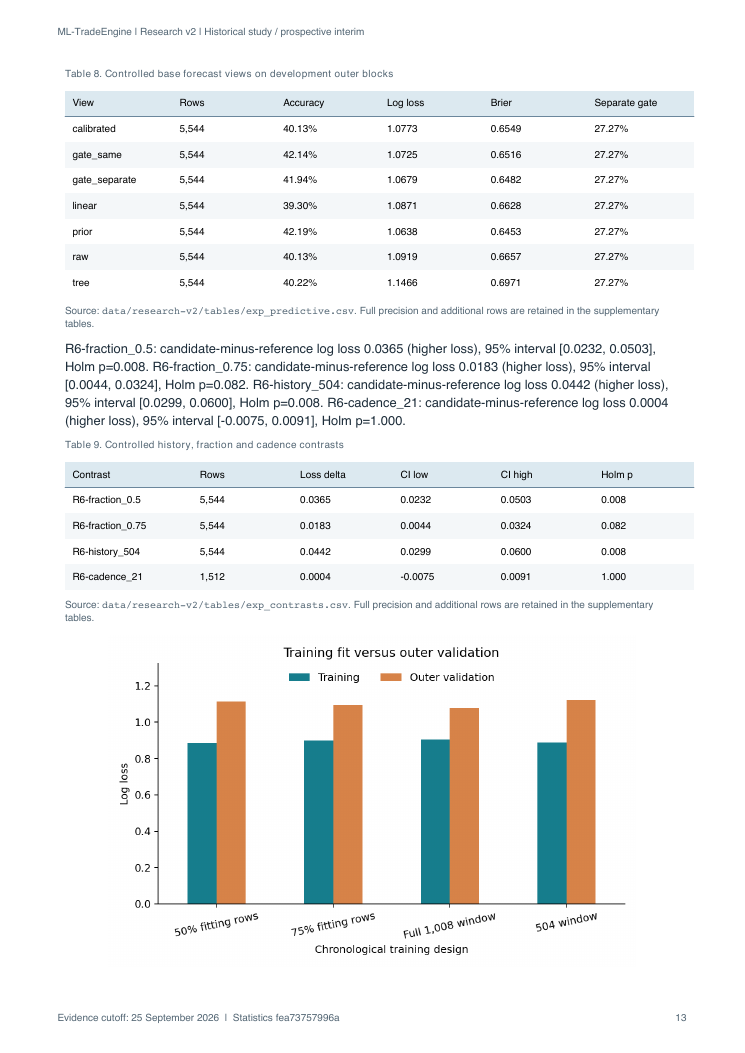 ML-TradeEngine | Research v2 | Historical study / prospective interim
Table 8. Controlled base forecast views on development outer blocks
View Rows Accuracy Log loss Brier Separate gate
calibrated 5,544 40.13% 1.0773 0.6549 27.27%
gate_same 5,544 42.14% 1.0725 0.6516 27.27%
gate_separate 5,544 41.94% 1.0679 0.6482 27.27%
linear 5,544 39.30% 1.0871 0.6628 27.27%
prior 5,544 42.19% 1.0638 0.6453 27.27%
raw 5,544 40.13% 1.0919 0.6657 27.27%
tree 5,544 40.22% 1.1466 0.6971 27.27%
Source: data/research-v2/tables/exp_predictive.csv. Full precision and additional rows are retained in the supplementary
tables.
R6-fraction_0.5: candidate-minus-reference log loss 0.0365 (higher loss), 95% interval [0.0232, 0.0503],
Holm p=0.008. R6-fraction_0.75: candidate-minus-reference log loss 0.0183 (higher loss), 95% interval
[0.0044, 0.0324], Holm p=0.082. R6-history_504: candidate-minus-reference log loss 0.0442 (higher loss),
95% interval [0.0299, 0.0600], Holm p=0.008. R6-cadence_21: candidate-minus-reference log loss 0.0004
(higher loss), 95% interval [-0.0075, 0.0091], Holm p=1.000.
Table 9. Controlled history, fraction and cadence contrasts
Contrast Rows Loss delta CI low CI high Holm p
R6-fraction_0.5 5,544 0.0365 0.0232 0.0503 0.008
R6-fraction_0.75 5,544 0.0183 0.0044 0.0324 0.082
R6-history_504 5,544 0.0442 0.0299 0.0600 0.008
R6-cadence_21 1,512 0.0004 -0.0075 0.0091 1.000
Source: data/research-v2/tables/exp_contrasts.csv. Full precision and additional rows are retained in the supplementary
tables.
Training fit versus outer validation
Training Outer validation
Log loss
1.2
1.0
0.8
0.6
0.4
0.2
0.0
50% fitting rows 75% fitting rows Full 1,008 window 504 window
Chronological training design
Evidence cutoff: 25 September 2026 | Statistics fea73757996a 13